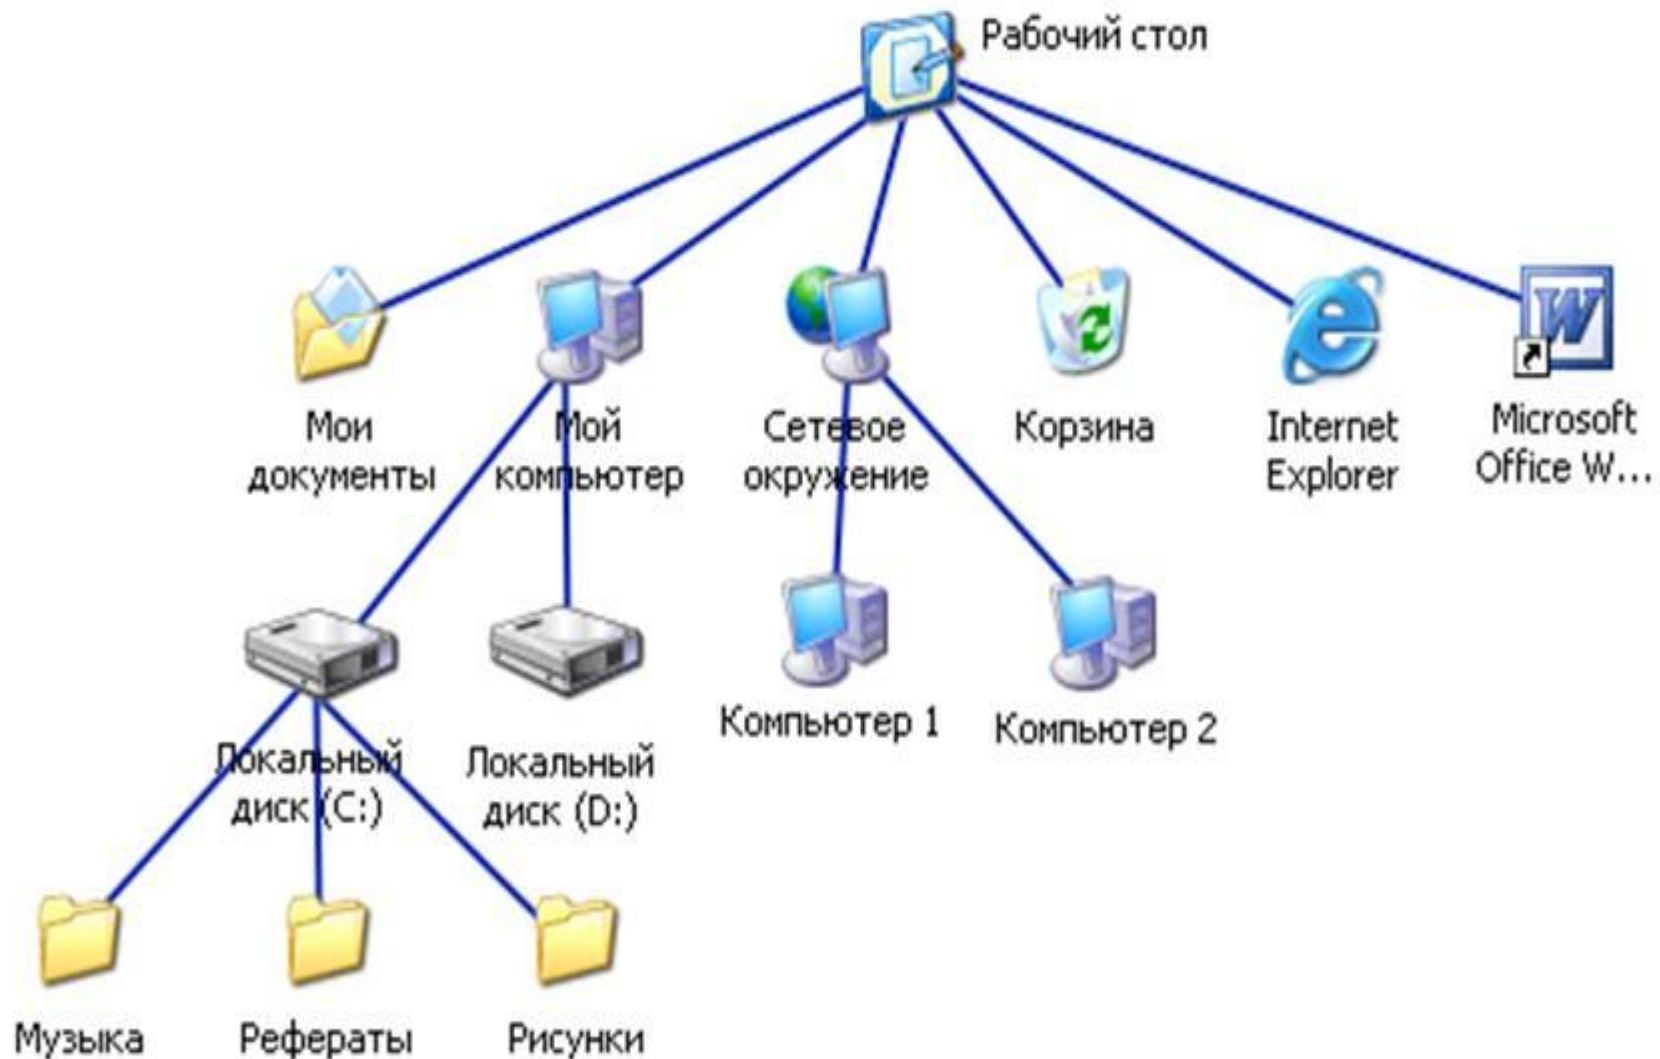 Рабочий стол
Мои
документы
Мой
компьютер
Сетевое
окружение
Корзина
Internet
Explorer
Microsoft
Office W...
Локальный
диск (C:)
Локальный
диск (D:)
Компьютер 1
Компьютер 2
Музыка
Рефераты
Рисунки